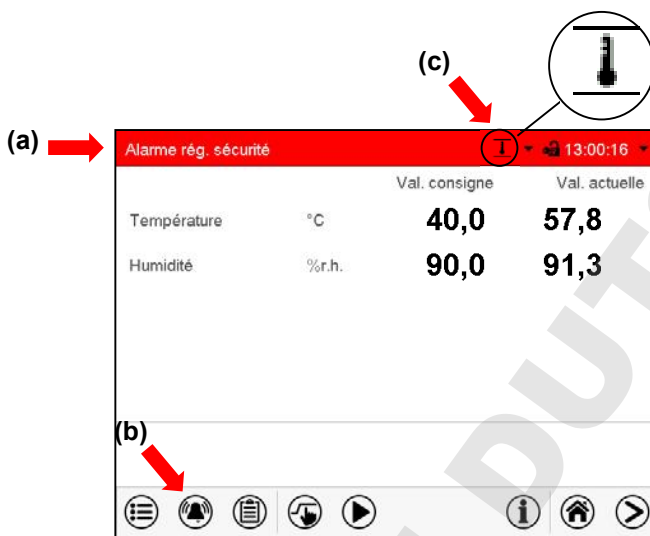 (c)
(a)
Alarme rég. sécurité 13:00:16
Val. consigne Val. actuelle
Température °C 40,0 57,8
Humidité %r.h. 90,0 91,3
(b)